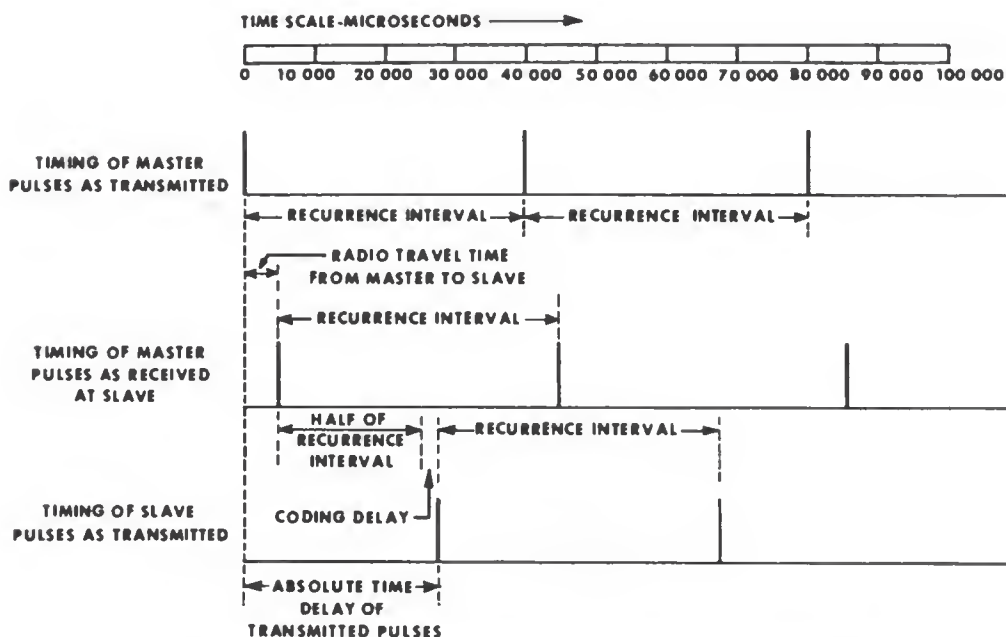 TIME SCALE-MICROSECONDS
0 10 000 20 000 30 000 40 000 50 000 60 000 70 000 80 000 90 000 100 000
TIMING OF MASTER
PULSES AS TRANSMITTED
RECURRENCE INTERVAL RECURRENCE INTERVAL
RADIO TRAVEL TIME
FROM MASTER TO SLAVE
RECURRENCE INTERVAL
TIMING OF MASTER
PULSES AS RECEIVED
AT SLAVE
HALF OF
RECURRENCE
INTERVAL
RECURRENCE INTERVAL
CODING DELAY
TIMING OF SLAVE
PULSES AS TRANSMITTED
ABSOLUTE TIME
DELAY OF
TRANSMITTED PULSES